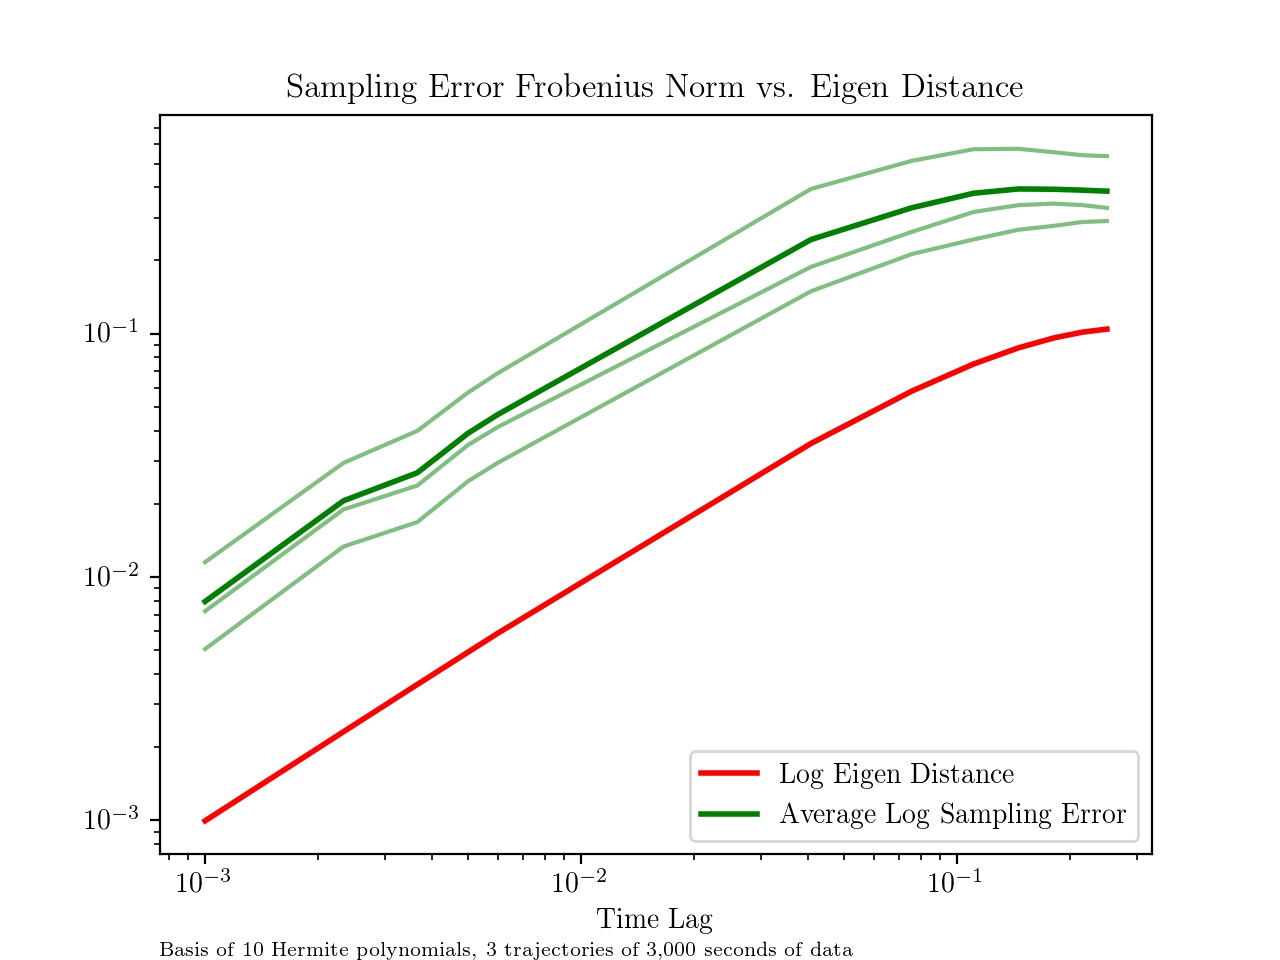 Sampling Error Frobenius Norm vs. Eigen Distance
10⁻¹
10⁻²
10⁻³
Log Eigen Distance
Average Log Sampling Error
10⁻³ 10⁻² 10⁻¹
Time Lag
Basis of 10 Hermite polynomials, 3 trajectories of 3,000 seconds of data